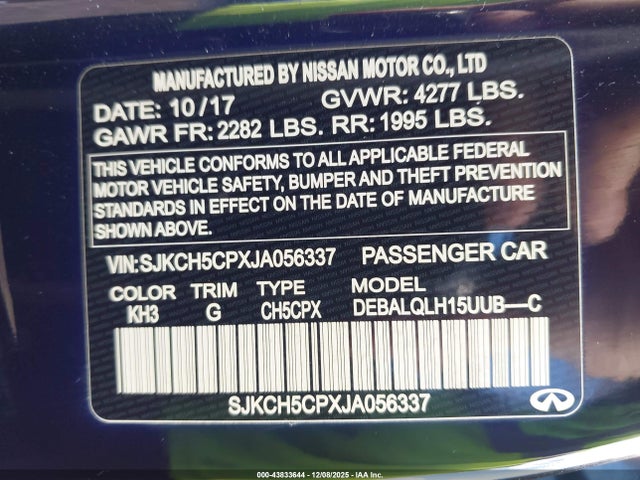 MANUFACTURED BY NISSAN MOTOR CO., LTD
DATE: 10/17 GVWR: 4277 LBS.
GAWR FR: 2282 LBS. RR: 1995 LBS.
THIS VEHICLE CONFORMS TO ALL APPLICABLE FEDERAL
MOTOR VEHICLE SAFETY, BUMPER AND THEFT PREVENTION
STANDARDS IN EFFECT ON THE DATE OF MANUFACTURE
SHOWN ABOVE.
VIN:SJKCH5CPXJA056337 PASSENGER CAR
COLOR TRIM TYPE MODEL
KH3 G CH5CPX DEBALQLH15UUB—C
SJKCH5CPXJA056337
000-43833644 • 12/08/2025 • IAA Inc.